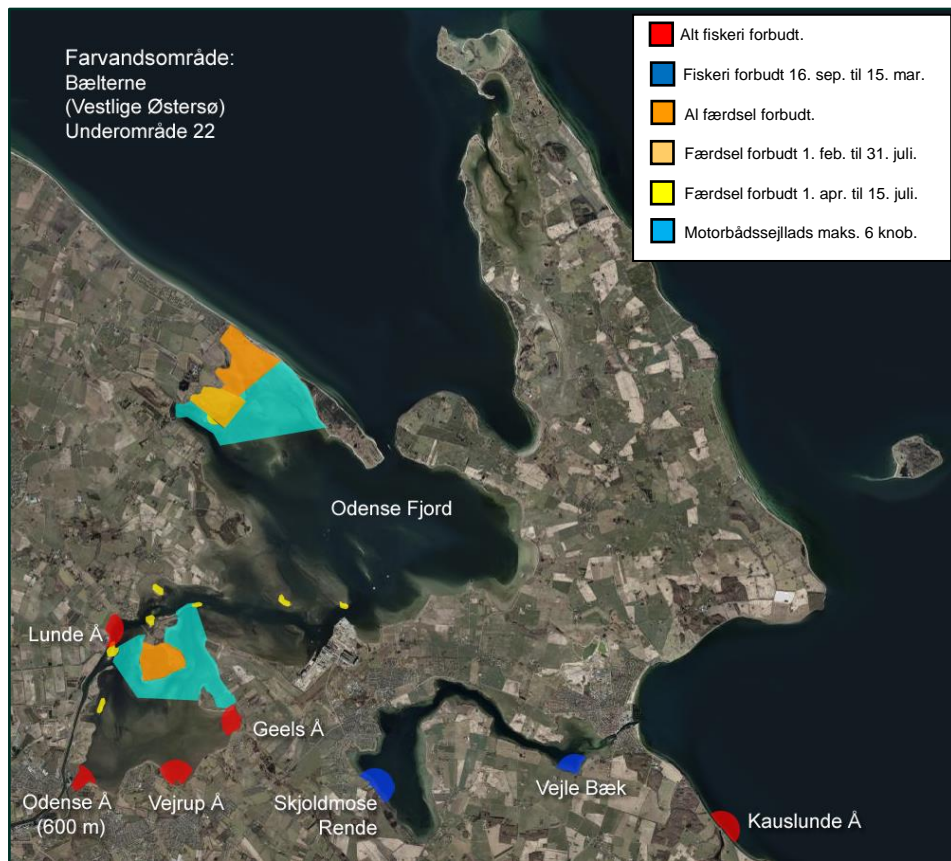 Farvandsområde:
Bælterne
(Vestlige Østersø)
Underområde 22
Alt fiskeri forbudt.
Fiskeri forbudt 16. sep. til 15. mar.
Al færdsel forbudt.
Færdsel forbudt 1. feb. til 31. juli.
Færdsel forbudt 1. apr. til 15. juli.
Motorbådssejllads maks. 6 knob.
Odense Fjord
Lunde Å
Geels Å
Odense Å
(600 m)
Vejrup Å
Skjoldmose
Rende
Vejle Bæk
Kauslunde Å